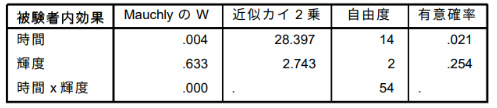 被験者内効果 Mauchly の W 近似カイ 2 乗 自由度 有意確率
時間 .004 28.397 14 .021
輝度 .633 2.743 2 .254
時間 x 輝度 .000 . 54 .